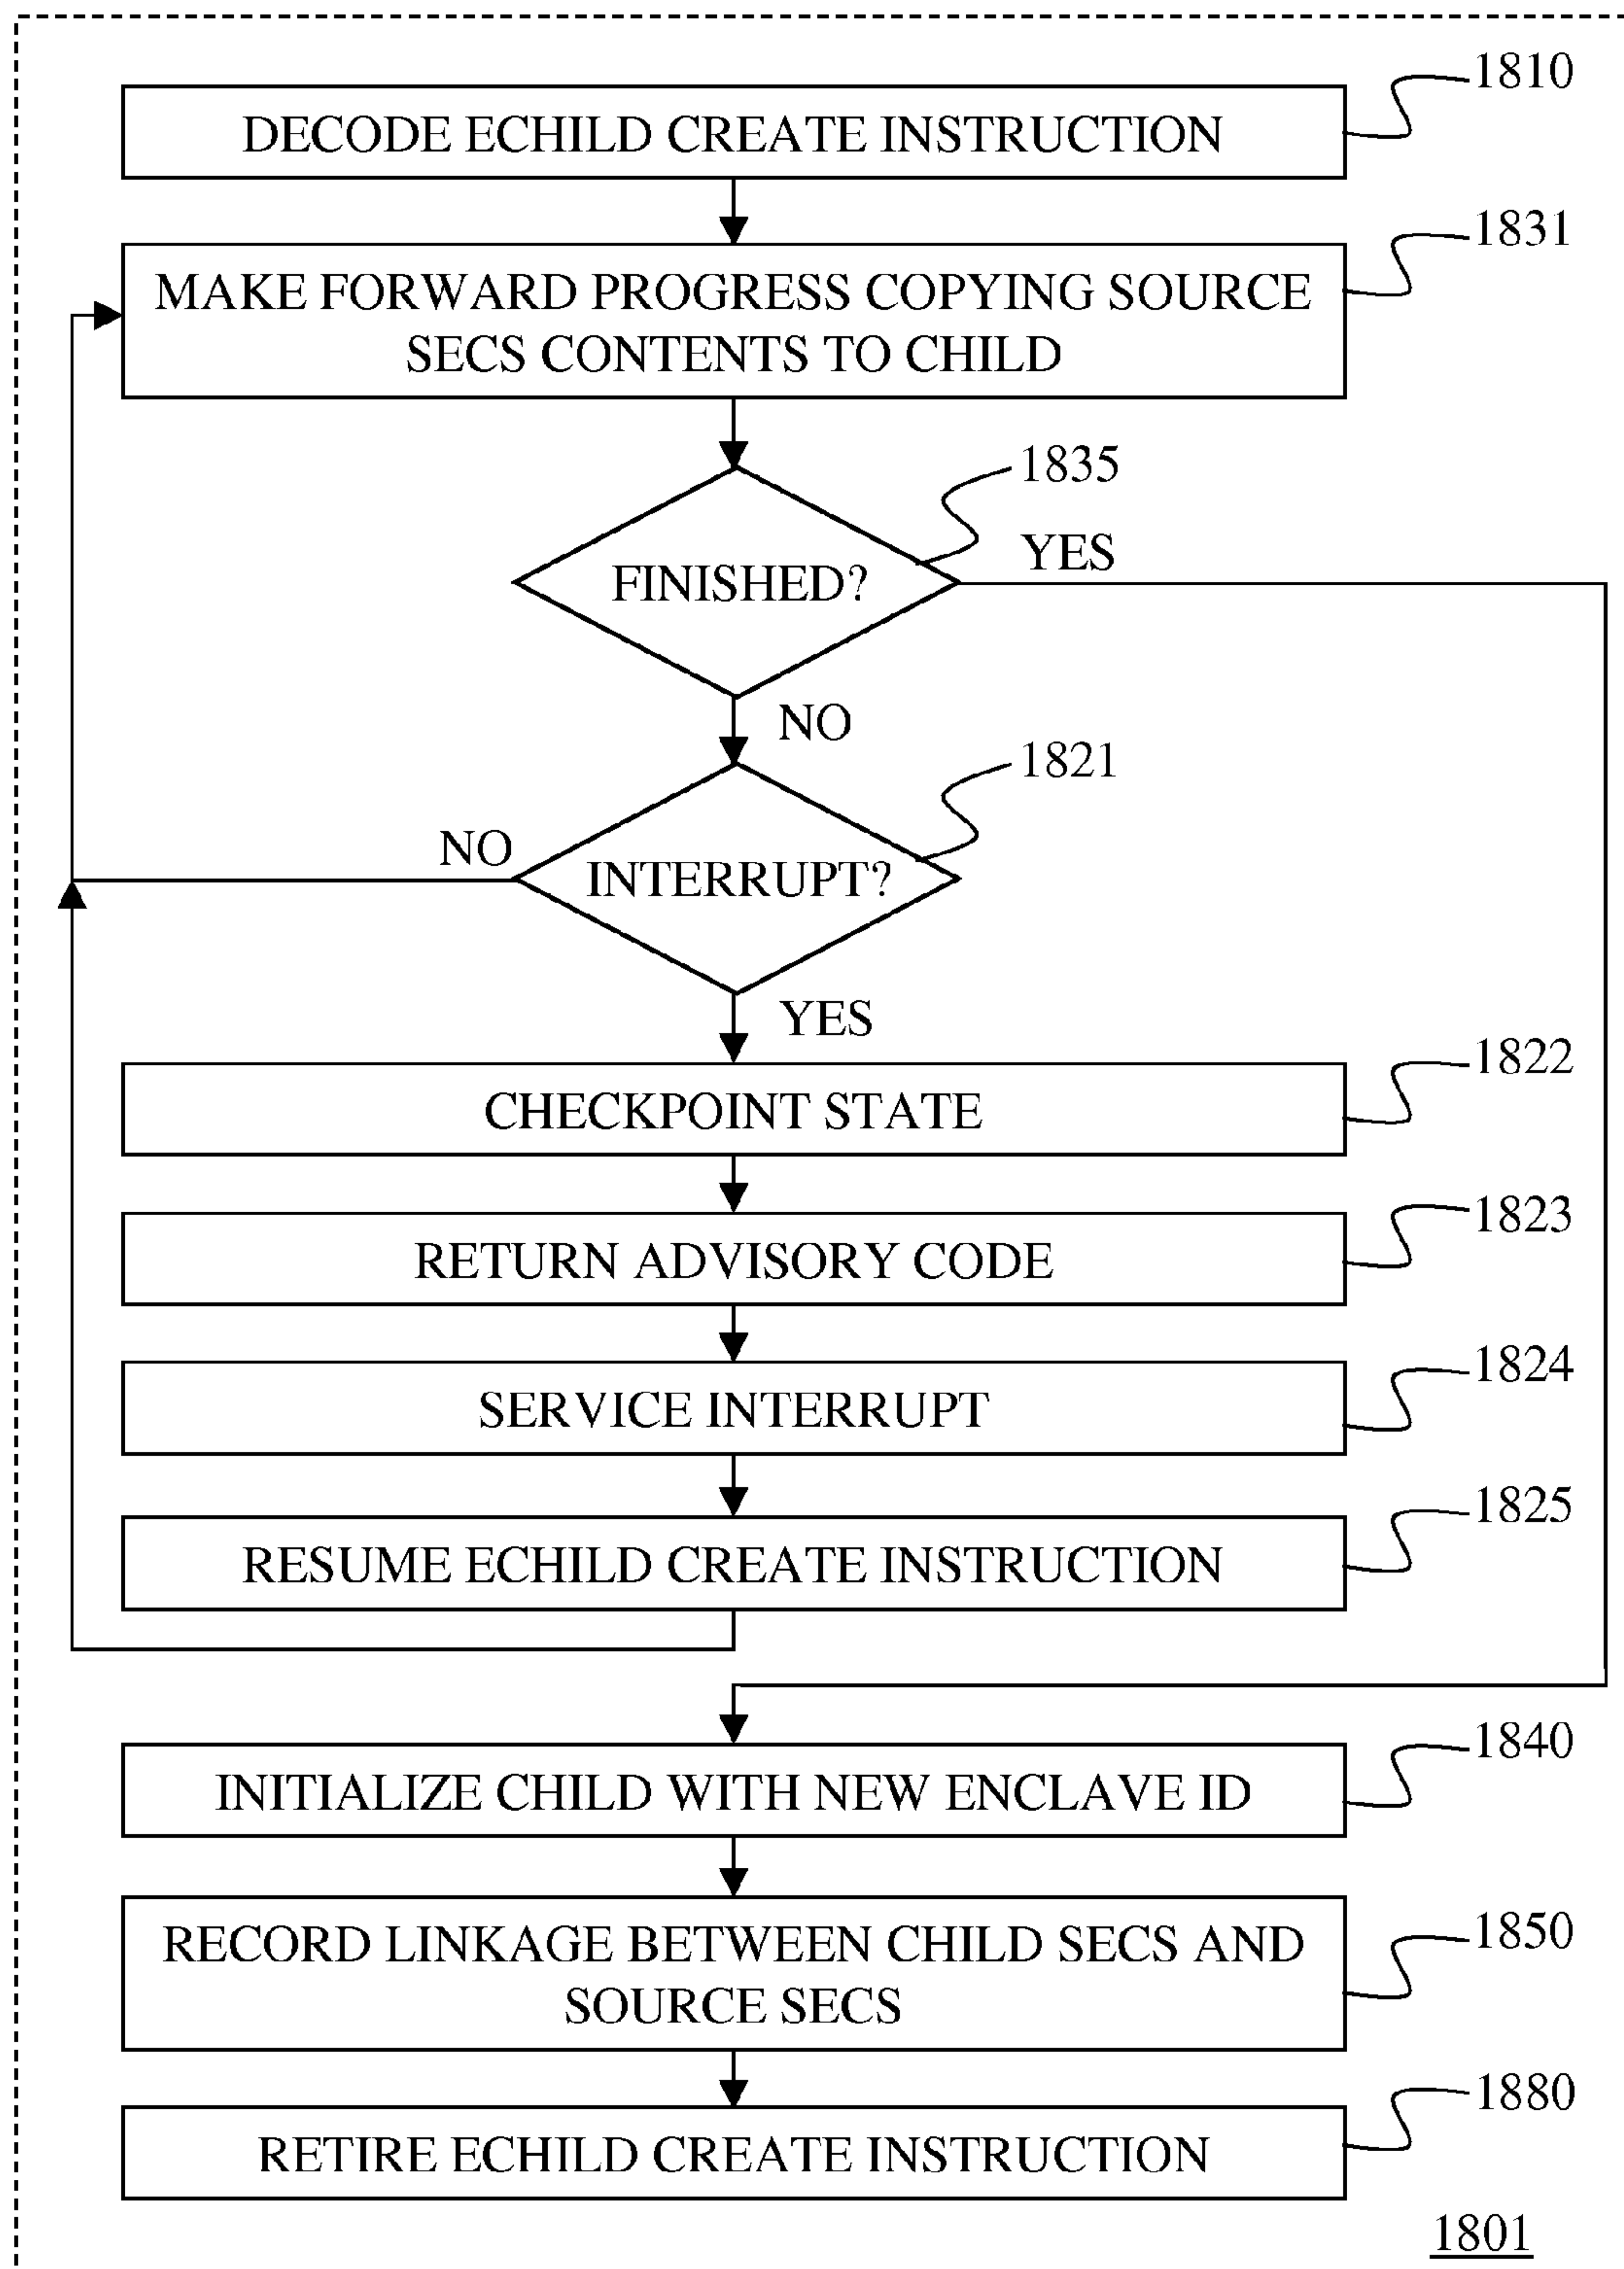 1810
DECODE ECHILD CREATE INSTRUCTION
1831
MAKE FORWARD PROGRESS COPYING SOURCE
SECS CONTENTS TO CHILD
1835
YES
FINISHED?
NO
1821
NO
INTERRUPT?
YES
1822
CHECKPOINT STATE
1823
RETURN ADVISORY CODE
1824
SERVICE INTERRUPT
1825
RESUME ECHILD CREATE INSTRUCTION
1840
INITIALIZE CHILD WITH NEW ENCLAVE ID
1850
RECORD LINKAGE BETWEEN CHILD SECS AND
SOURCE SECS
1880
RETIRE ECHILD CREATE INSTRUCTION
1801